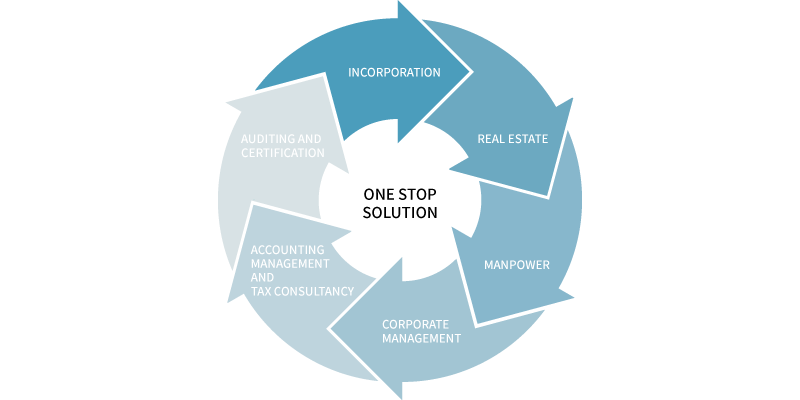 INCORPORATION
REAL ESTATE
MANPOWER
CORPORATE
MANAGEMENT
ACCOUNTING
MANAGEMENT
AND
TAX CONSULTANCY
AUDITING AND
CERTIFICATION
ONE STOP
SOLUTION